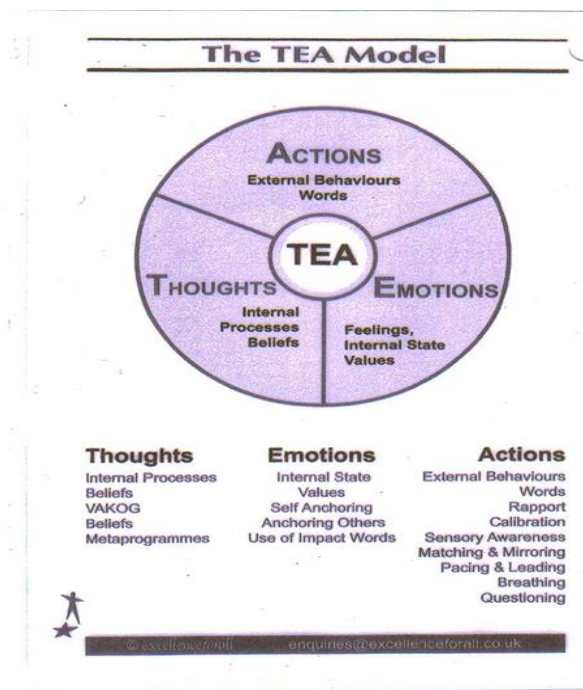 The TEA Model
ACTIONS
External Behaviours
Words
TEA
THOUGHTS
Internal
Processes
Beliefs
EMOTIONS
Feelings,
Internal State
Values
Thoughts
Internal Processes
Beliefs
VAKOG
Beliefs
Metaprogrammes
Emotions
Internal State
Values
Self Anchoring
Anchoring Others
Use of Impact Words
Actions
External Behaviours
Words
Rapport
Calibration
Sensory Awareness
Matching & Mirroring
Pacing & Leading
Breathing
Questioning
© excellenceforall enquiries@excellenceforall.co.uk